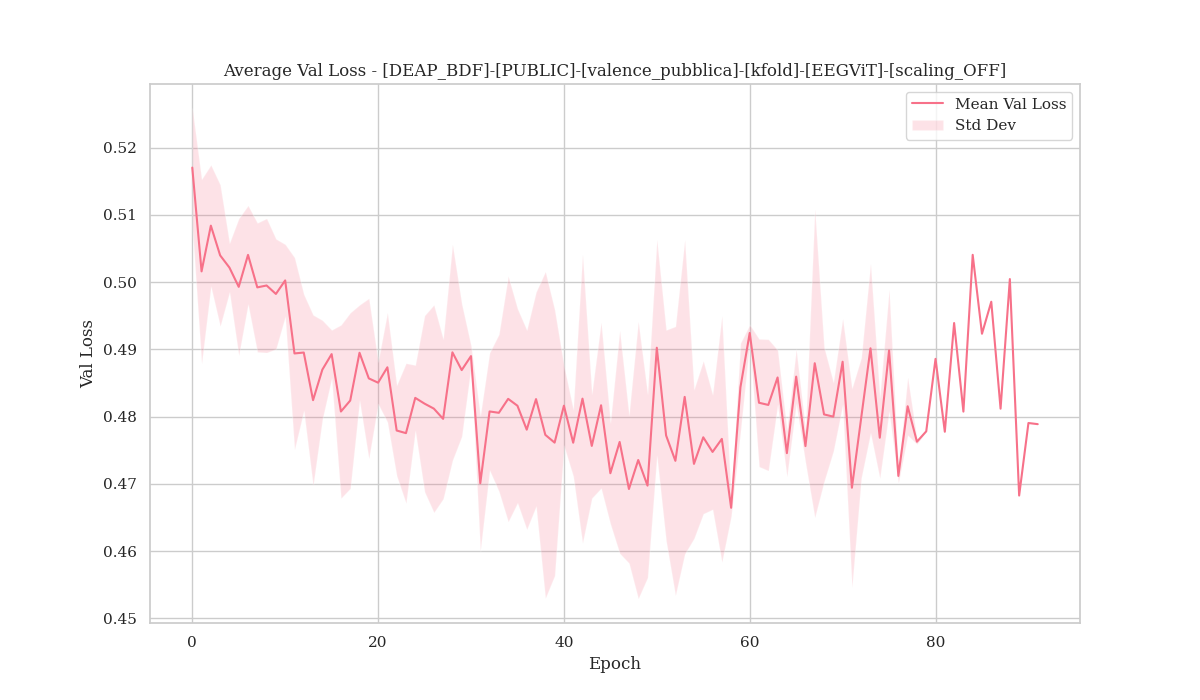 Average Val Loss - [DEAP_BDF]-[PUBLIC]-[valence_pubblica]-[kfold]-[EEGViT]-[scaling_OFF]
Mean Val Loss
Std Dev
Val Loss
0.52
0.51
0.50
0.49
0.48
0.47
0.46
0.45
0 20 40 60 80
Epoch